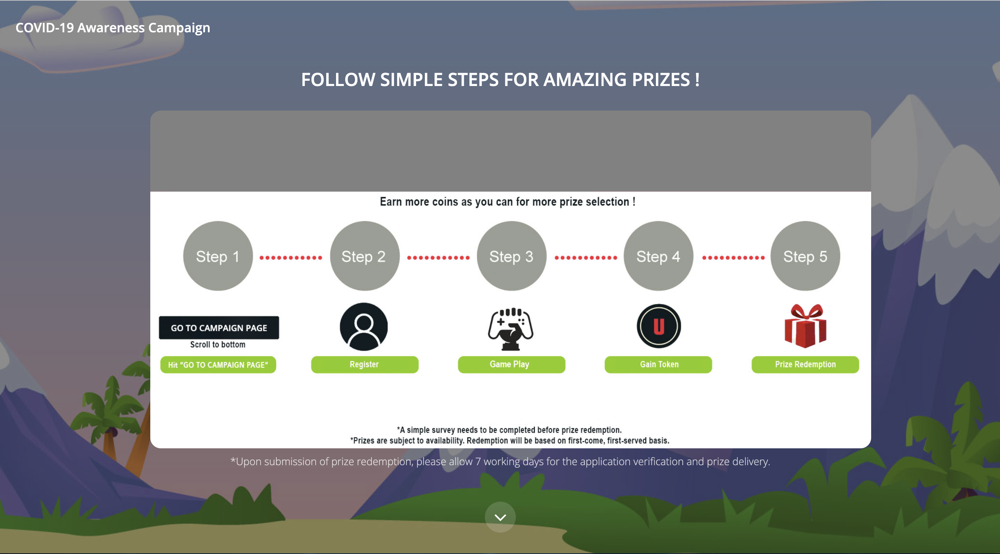 COVID-19 Awareness Campaign
FOLLOW SIMPLE STEPS FOR AMAZING PRIZES !
Earn more coins as you can for more prize selection !
Step 1
Step 2
Step 3
Step 4
Step 5
GO TO CAMPAIGN PAGE
Scroll to bottom
U
Hit "GO TO CAMPAIGN PAGE"
Register
Game Play
Gain Token
Prize Redemption
*A simple survey needs to be completed before prize redemption.
*Prizes are subject to availability. Redemption will be based on first-come, first-served basis.
*Upon submission of prize redemption, please allow 7 working days for the application verification and prize delivery.